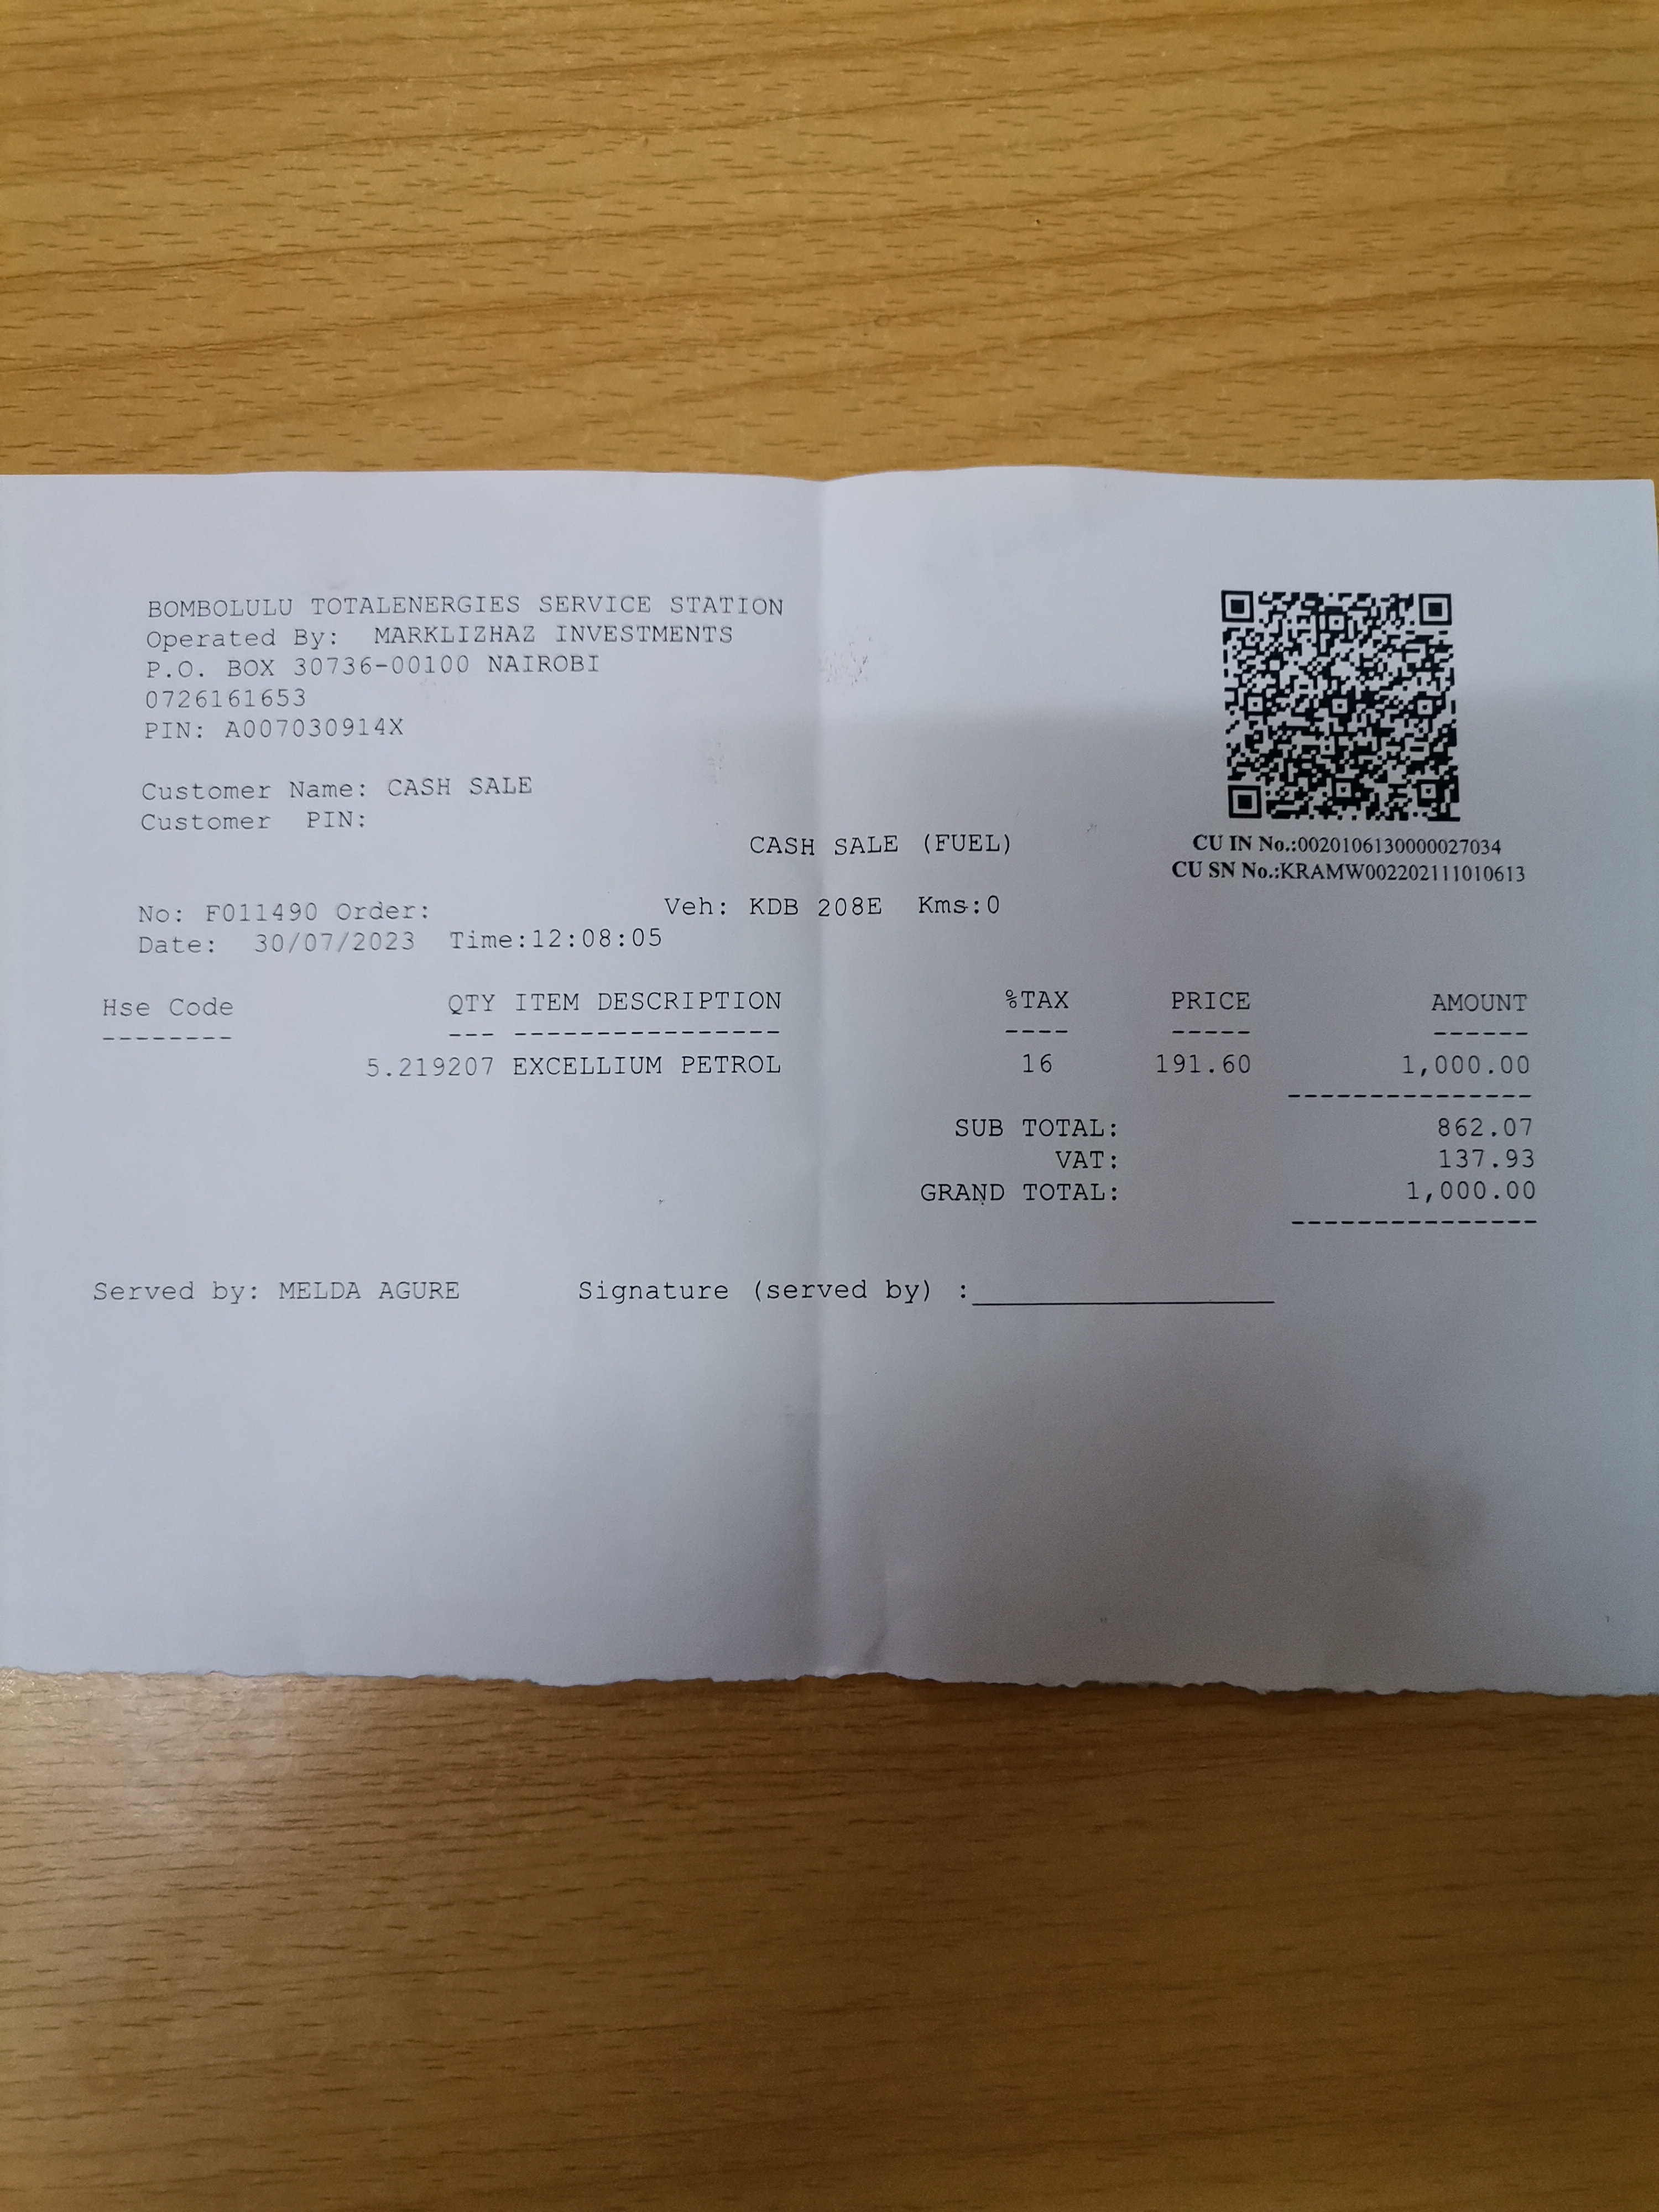 BOMBOLULU TOTALENERGIES SERVICE STATION
Operated By: MARKLIZHAZ INVESTMENTS
P.O. BOX 30736-00100 NAIROBI
0726161653
PIN: A007030914X
Customer Name: CASH SALE
Customer PIN:
CASH SALE (FUEL)
CU IN No.:0020106130000027034
CU SN No.:KRAMW002202111010613
No: F011490 Order: Veh: KDB 208E Kms:0
Date: 30/07/2023 Time:12:08:05
Hse Code QTY ITEM DESCRIPTION %TAX PRICE AMOUNT
-------- --- ---------------- ---- ----- ------
5.219207 EXCELLIUM PETROL 16 191.60 1,000.00
---------------
SUB TOTAL: 862.07
VAT: 137.93
GRAND TOTAL: 1,000.00
---------------
Served by: MELDA AGURE Signature (served by) :__________________